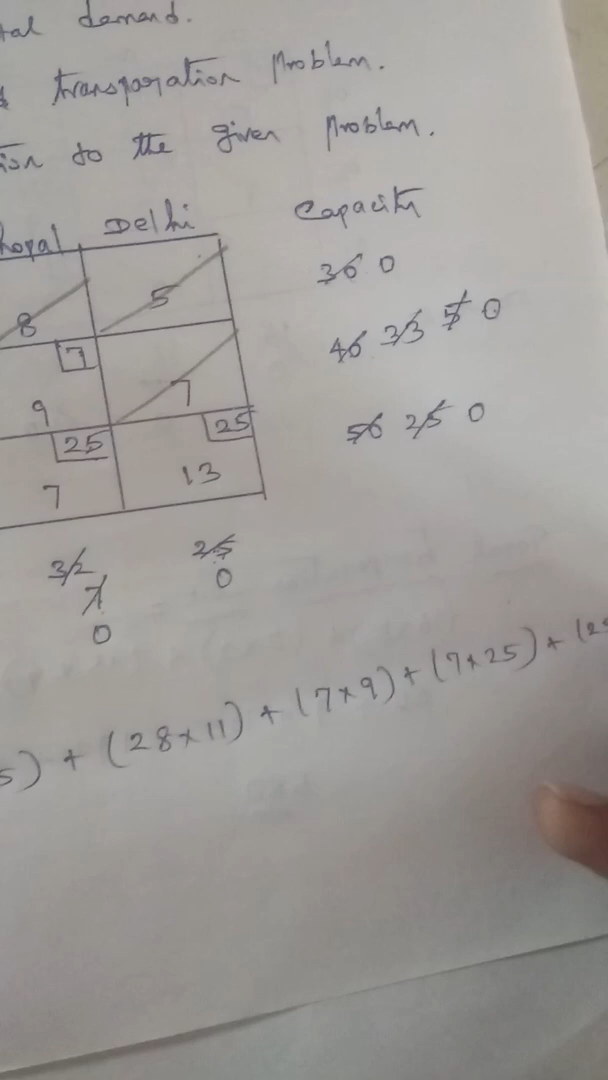 tal demand.
transporation Problem.
ion to the given Problem.
hopal Delhi Capacity
8 5 36 0
7 46 33 7 0
9 7
25 25 50 25 0
7 13
32 25
7 0
0
5) + (28×11) + (7×9) + (7×25) + (25